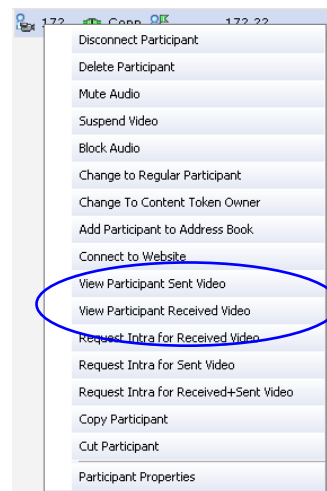 172 Conn 172.22
Disconnect Participant
Delete Participant
Mute Audio
Suspend Video
Block Audio
Change to Regular Participant
Change To Content Token Owner
Add Participant to Address Book
Connect to Website
View Participant Sent Video
View Participant Received Video
Request Intra for Received Video
Request Intra for Sent Video
Request Intra for Received+Sent Video
Copy Participant
Cut Participant
Participant Properties